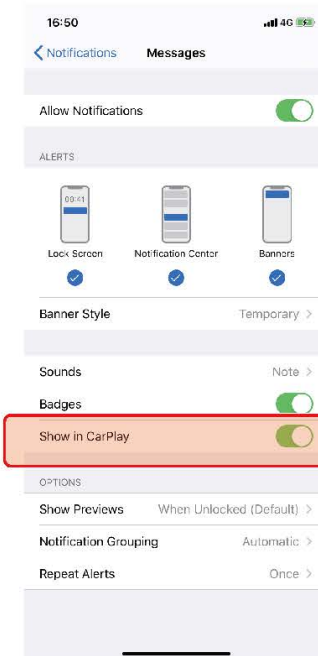 16:50 4G
Notifications Messages
Allow Notifications
ALERTS
09:41
Lock Screen Notification Center Banners
Banner Style Temporary
Sounds Note
Badges
Show in CarPlay
OPTIONS
Show Previews When Unlocked (Default)
Notification Grouping Automatic
Repeat Alerts Once